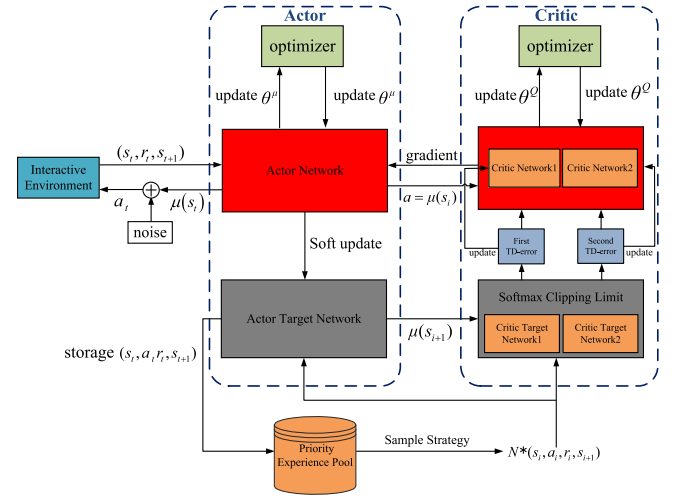 Actor
Critic
optimizer
optimizer
update θ^μ
update θ^μ
update θ^Q
update θ^Q
(s_t, r_t, s_{t+1})
Interactive
Environment
a_t
μ(s_t)
noise
Actor Network
gradient
a = μ(s_i)
Critic Network1
Critic Network2
First
TD-error
Second
TD-error
update
update
Soft update
Actor Target Network
μ(s_{i+1})
Softmax Clipping Limit
Critic Target
Network1
Critic Target
Network2
storage (s_t, a_t r_t, s_{t+1})
Priority
Experience Pool
Sample Strategy
N*(s_i, a_i, r_i, s_{i+1})